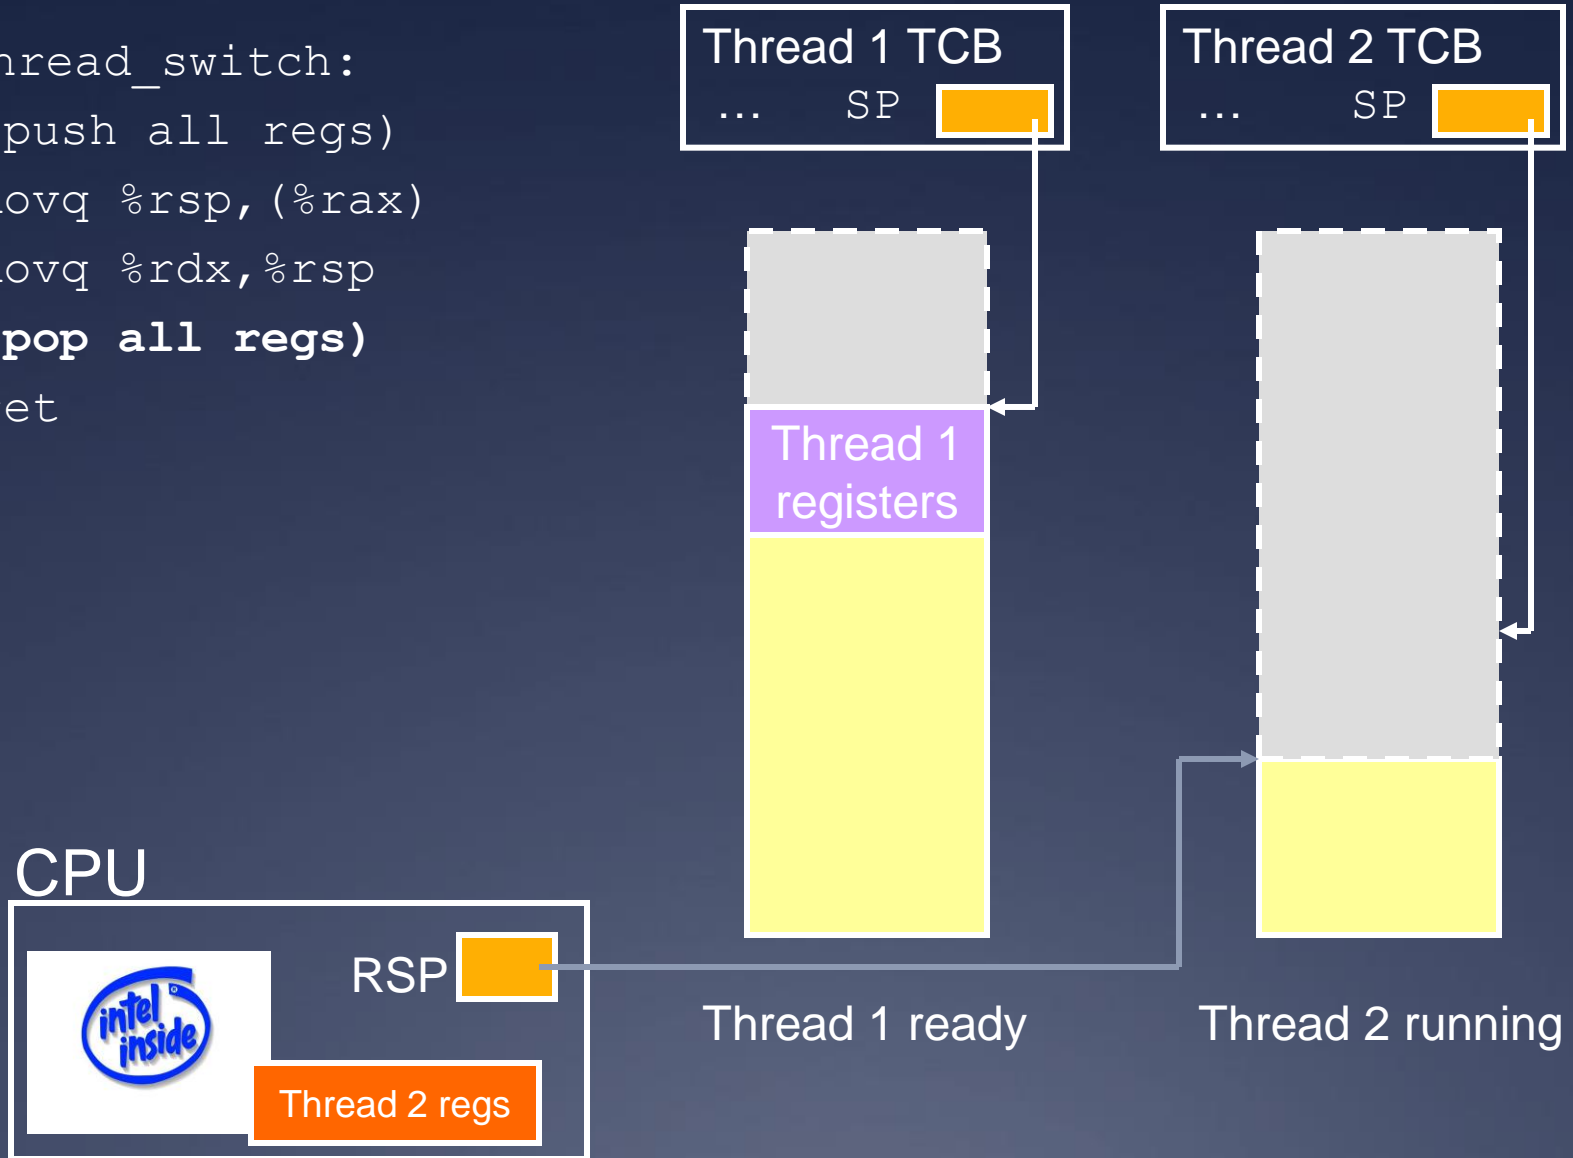 hread_switch:
push all regs)
ovq %rsp,(%rax)
ovq %rdx,%rsp
pop all regs)
et
Thread 1 TCB
... SP
Thread 2 TCB
... SP
Thread 1
registers
CPU
RSP
intel
inside
®
Thread 2 regs
Thread 1 ready
Thread 2 running